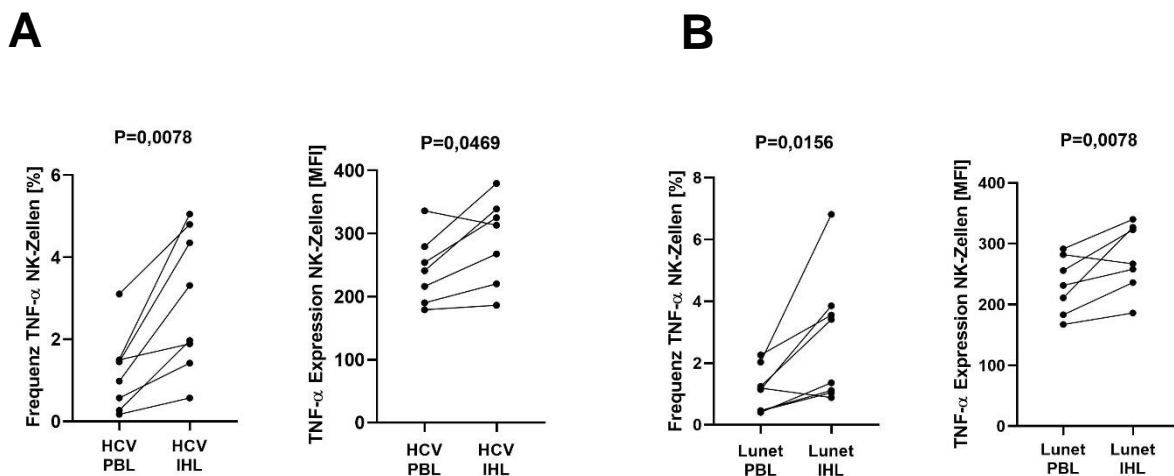 A
B
P=0,0078
Frequenz TNF-α NK-Zellen [%]
6
4
2
0
HCV
PBL
HCV
IHL
P=0,0469
TNF-α Expression NK-Zellen [MFI]
400
300
200
100
0
HCV
PBL
HCV
IHL
P=0,0156
Frequenz TNF-α NK-Zellen [%]
8
6
4
2
0
Lunet
PBL
Lunet
IHL
P=0,0078
TNF-α Expression NK-Zellen [MFI]
400
300
200
100
0
Lunet
PBL
Lunet
IHL